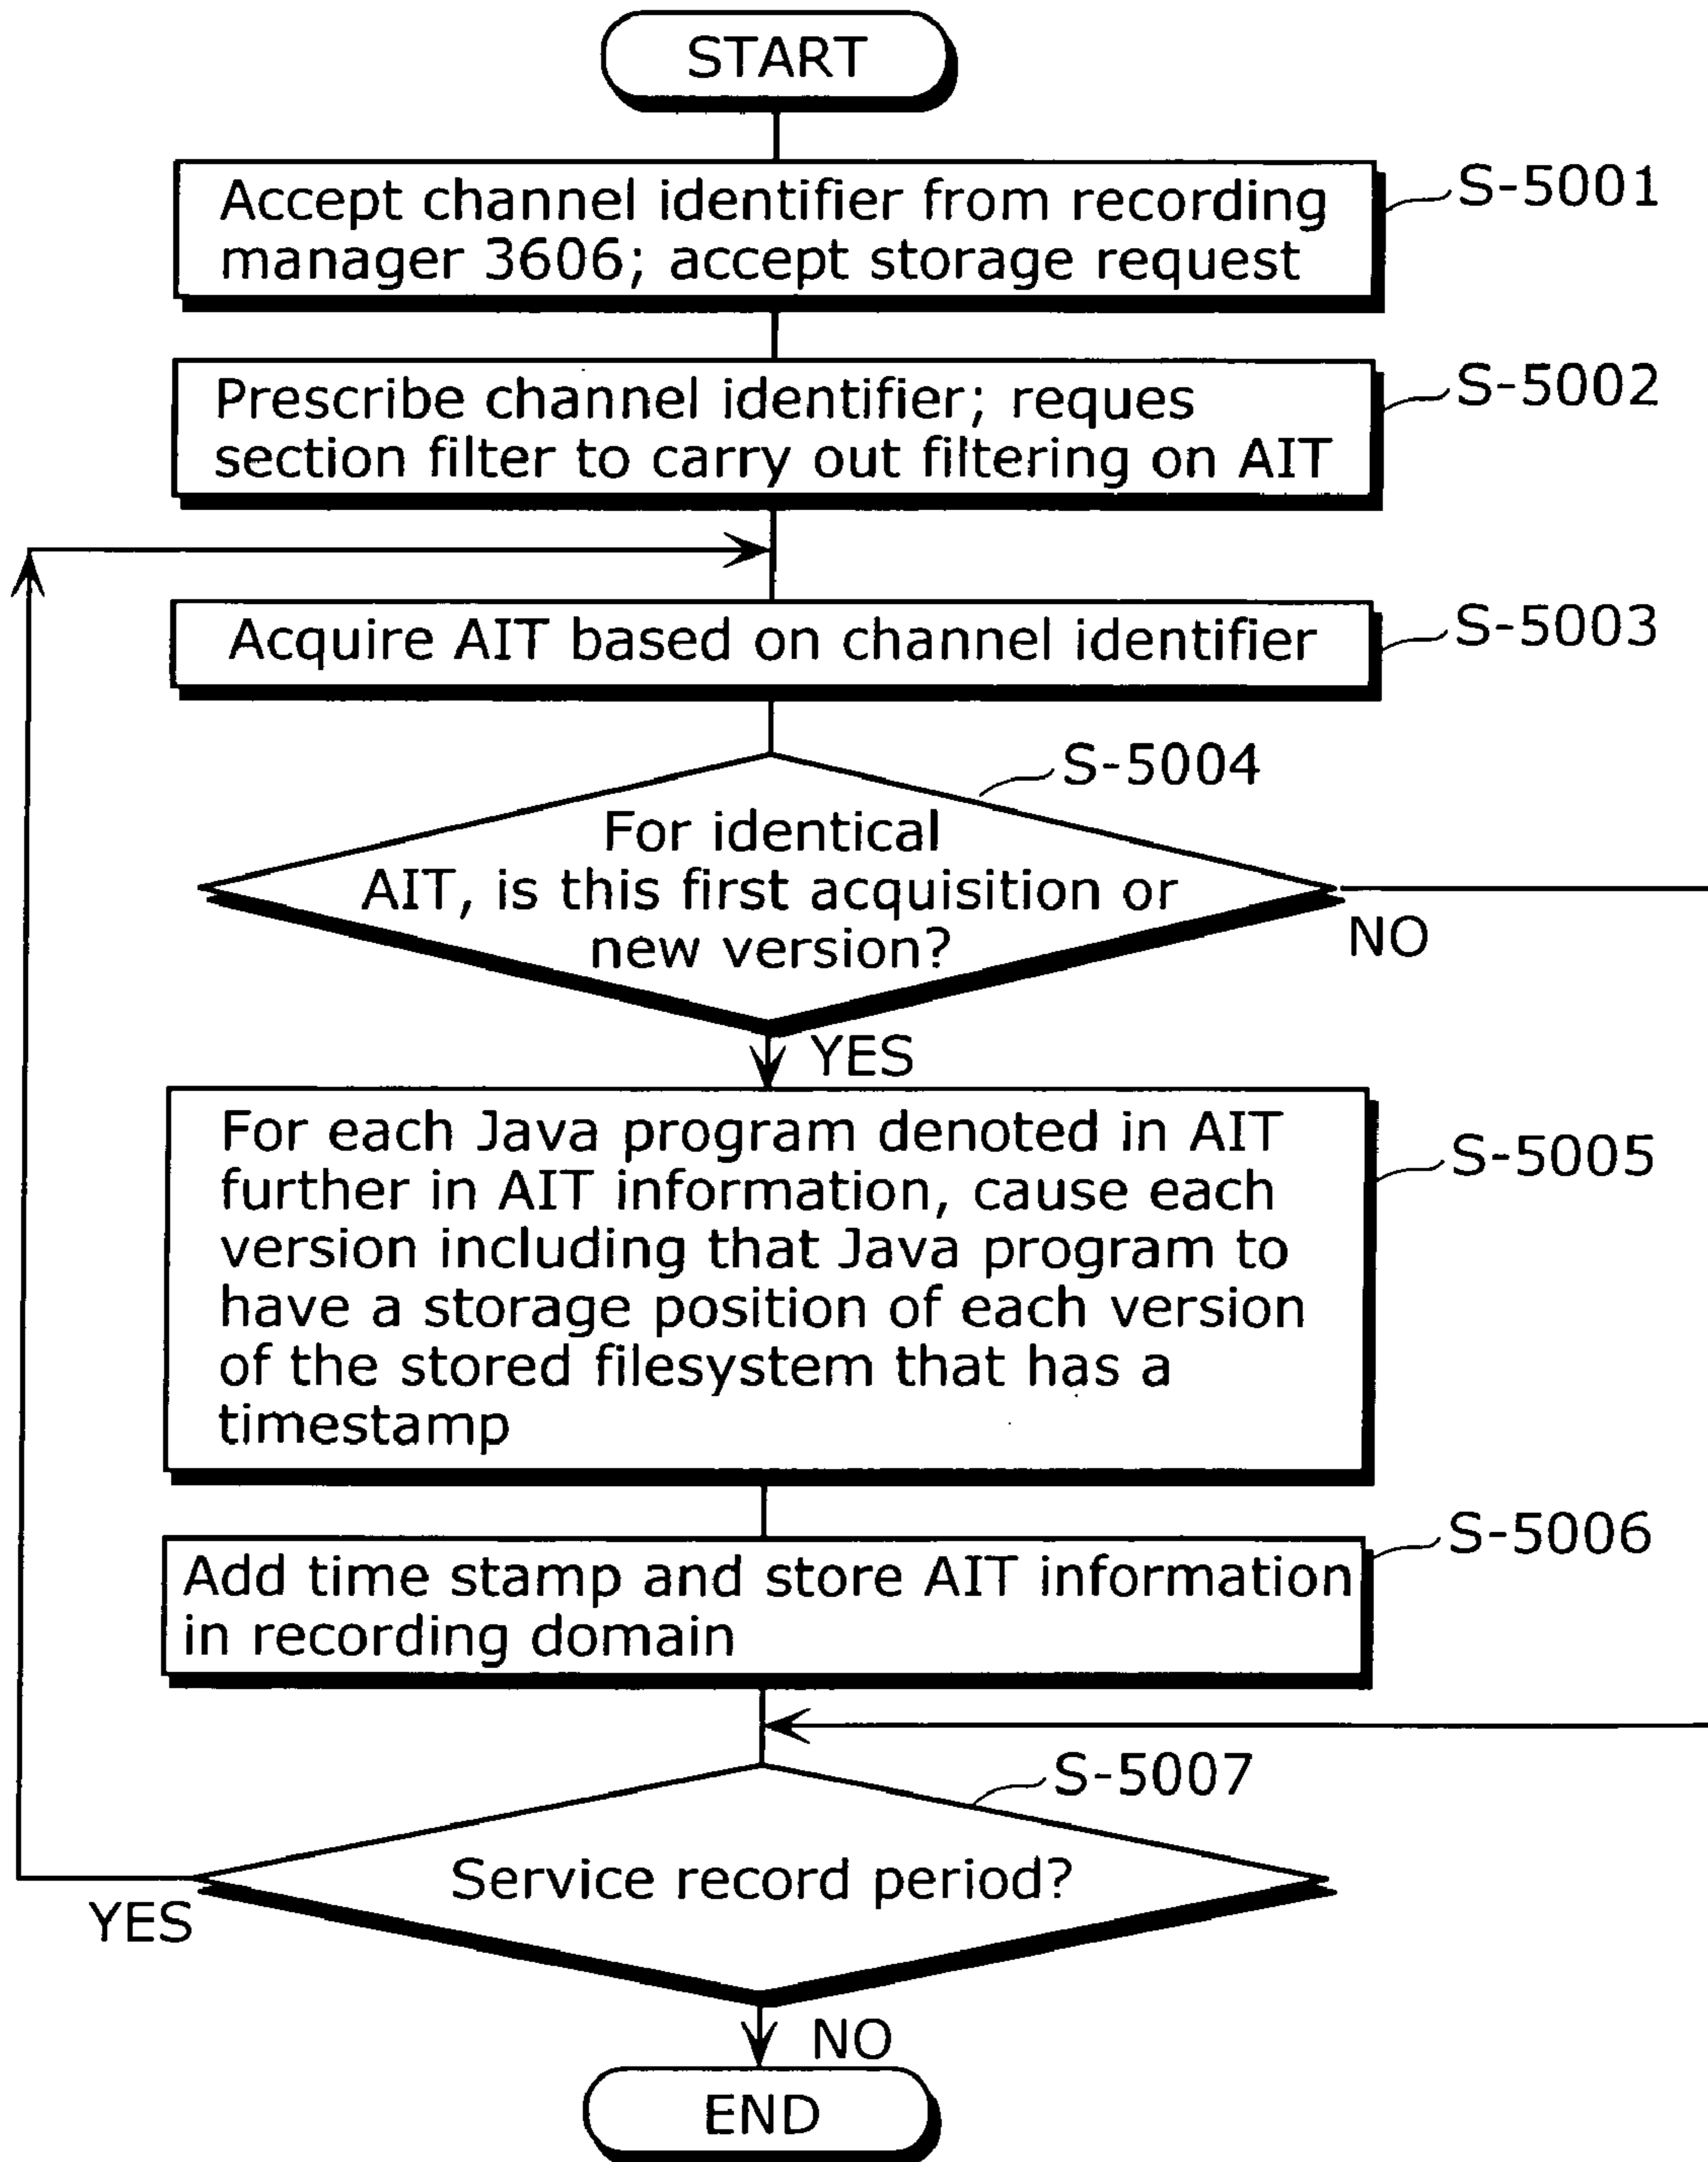 START
Accept channel identifier from recording
manager 3606; accept storage request
S-5001
Prescribe channel identifier; reques
section filter to carry out filtering on AIT
S-5002
Acquire AIT based on channel identifier
S-5003
S-5004
For identical
AIT, is this first acquisition or
new version?
NO
YES
For each Java program denoted in AIT
further in AIT information, cause each
version including that Java program to
have a storage position of each version
of the stored filesystem that has a
timestamp
S-5005
Add time stamp and store AIT information
in recording domain
S-5006
S-5007
Service record period?
YES
NO
END